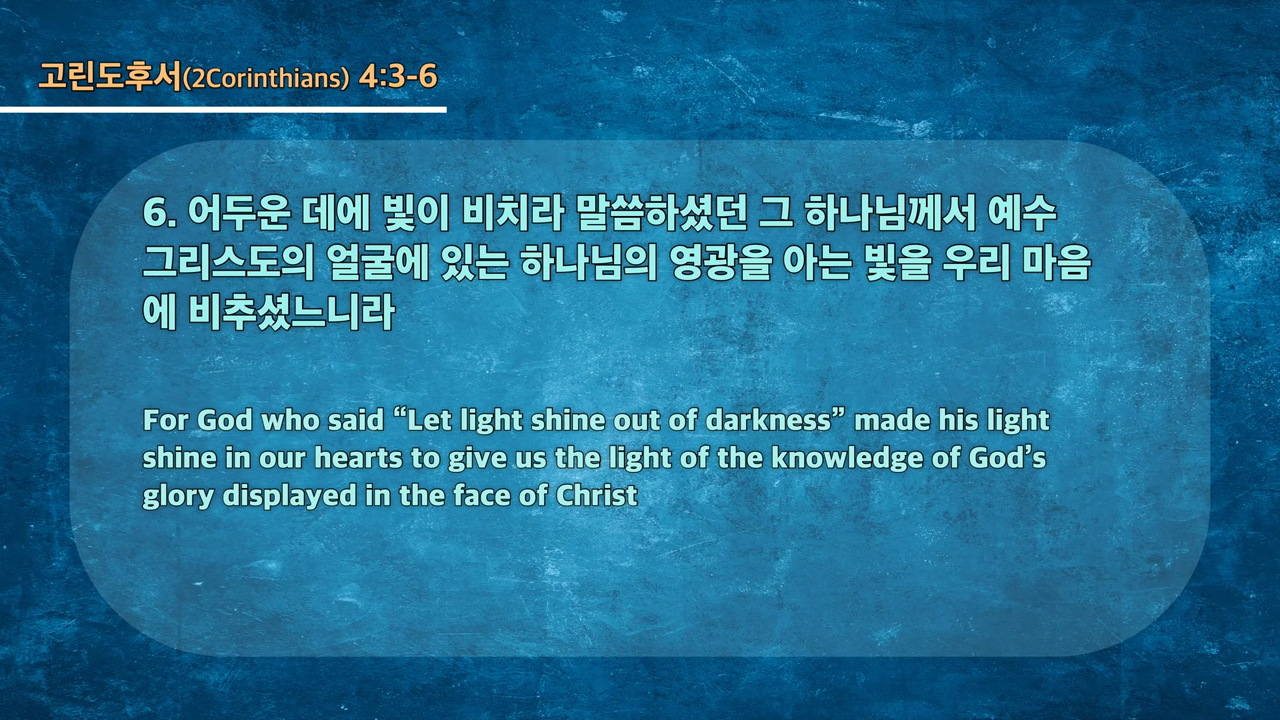 고린도후서(2Corinthians) 4:3-6
6. 어두운 데에 빛이 비치라 말씀하셨던 그 하나님께서 예수
그리스도의 얼굴에 있는 하나님의 영광을 아는 빛을 우리 마음
에 비추셨느니라
For God who said “Let light shine out of darkness” made his light
shine in our hearts to give us the light of the knowledge of God’s
glory displayed in the face of Christ